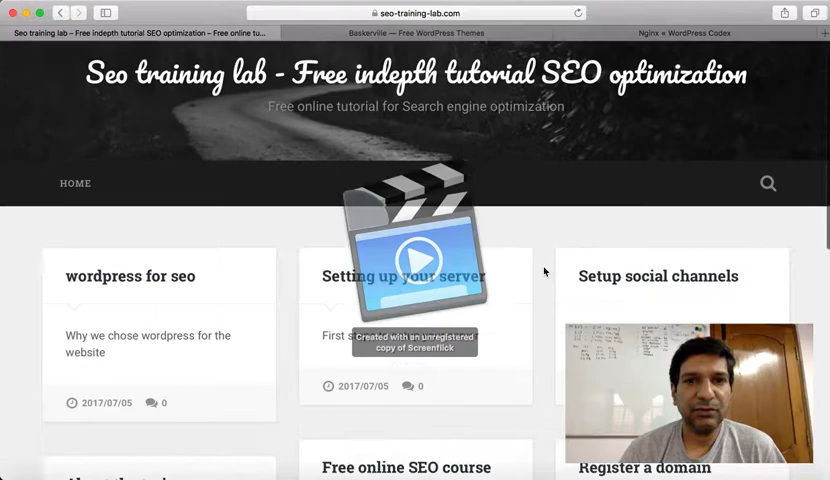 seo-training-lab.com
Seo training lab – Free indepth tutorial SEO optimization – Free online tu...
Baskerville — Free WordPress Themes
Nginx « WordPress Codex
Seo training lab - Free indepth tutorial SEO optimization
Free online tutorial for Search engine optimization
HOME
wordpress for seo
Setting up your server
Setup social channels
Why we chose wordpress for the
website
First
Created with an unregistered
copy of Screenflick
2017/07/05 0
2017/07/05 0
Free online SEO course
Register a domain